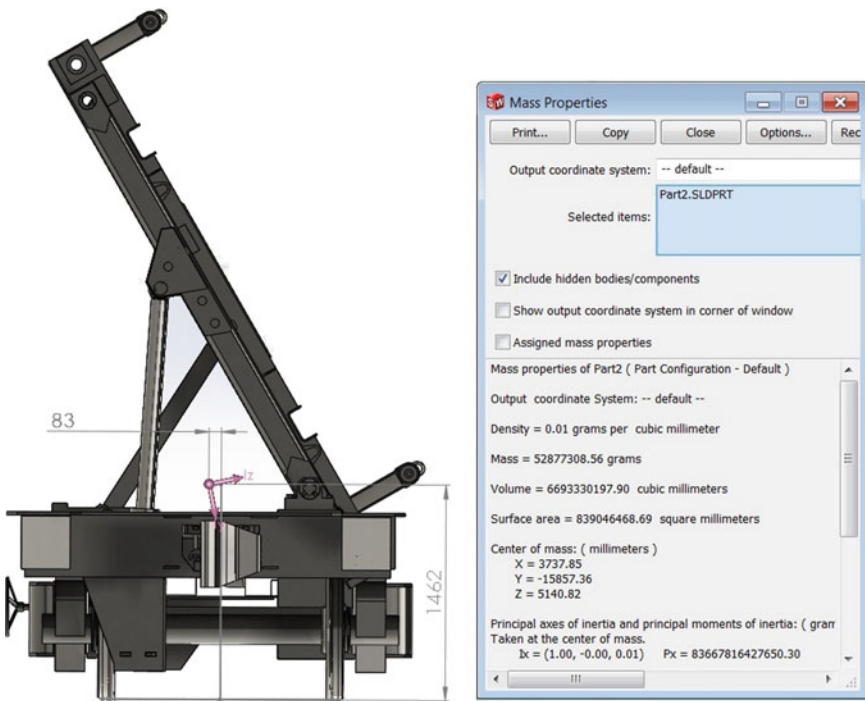 83
Iz
1462
Mass Properties
Print...
Copy
Close
Options...
Rec
Output coordinate system:
-- default --
Selected items:
Part2.SLDPRT
Include hidden bodies/components
Show output coordinate system in corner of window
Assigned mass properties
Mass properties of Part2 ( Part Configuration - Default )
Output coordinate System: -- default --
Density = 0.01 grams per cubic millimeter
Mass = 52877308.56 grams
Volume = 6693330197.90 cubic millimeters
Surface area = 839046468.69 square millimeters
Center of mass: ( millimeters )
X = 3737.85
Y = -15857.36
Z = 5140.82
Principal axes of inertia and principal moments of inertia: ( gram
Taken at the center of mass.
Ix = (1.00, -0.00, 0.01) Px = 83667816427650.30